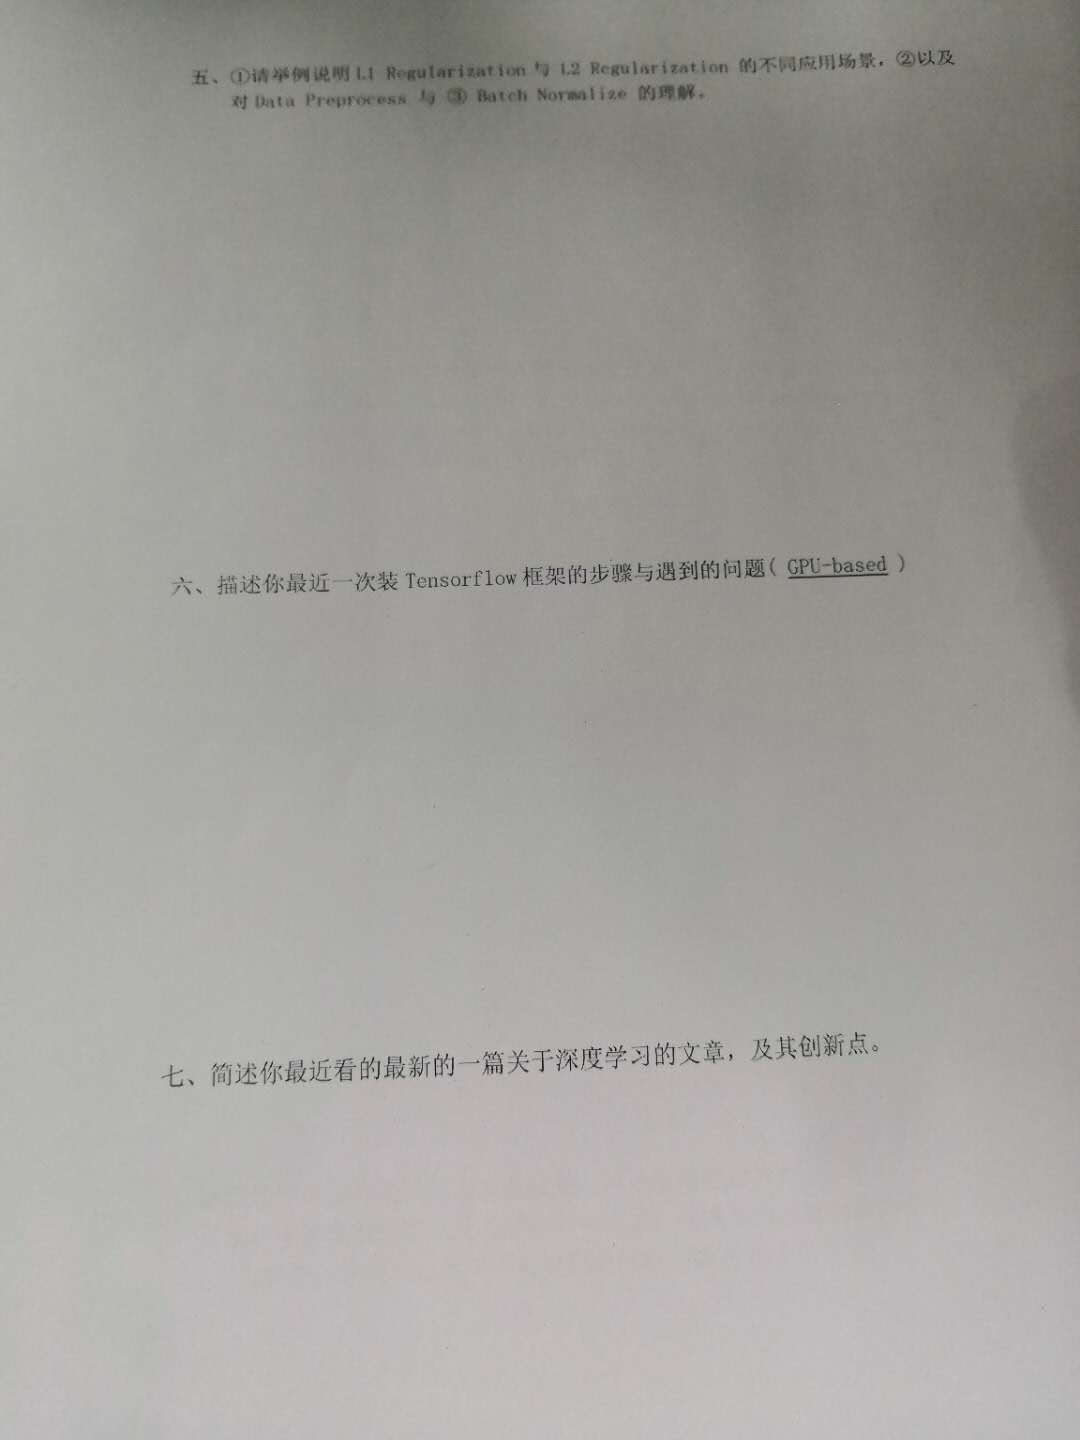 五、①请举例说明 L1 Regularization 与 L2 Regularization 的不同应用场景，②以及
对 Data Preprocess 与 ③ Batch Normalize 的理解。
六、描述你最近一次装 Tensorflow 框架的步骤与遇到的问题( GPU-based )
七、简述你最近看的最新的一篇关于深度学习的文章，及其创新点。